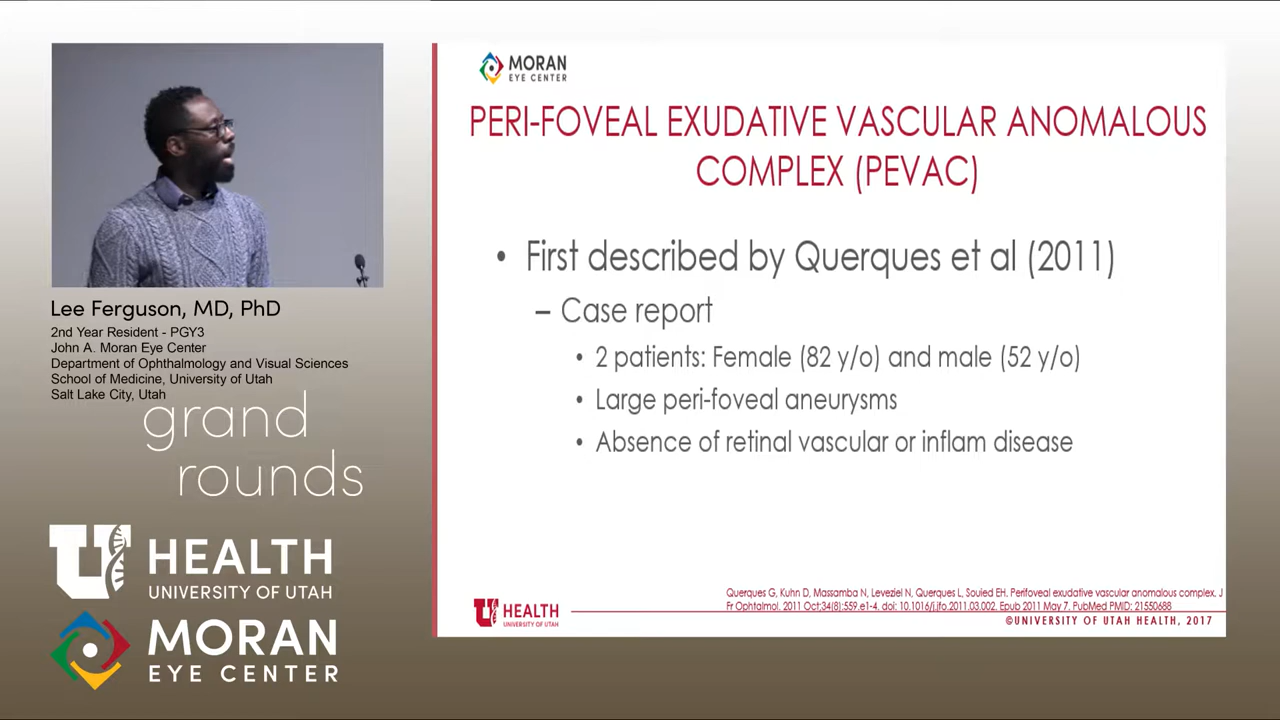 MORAN
EYE CENTER
PERI-FOVEAL EXUDATIVE VASCULAR ANOMALOUS
COMPLEX (PEVAC)
• First described by Querques et al (2011)
– Case report
• 2 patients: Female (82 y/o) and male (52 y/o)
• Large peri-foveal aneurysms
• Absence of retinal vascular or inflam disease
Querques G, Kuhn D, Massamba N, Leveziel N, Querques L, Souied EH. Perifoveal exudative vascular anomalous complex. J
Fr Ophtalmol. 2011 Oct;34(8):559.e1-4. doi: 10.1016/j.jfo.2011.03.002. Epub 2011 May 7. PubMed PMID: 21550688
U HEALTH
UNIVERSITY OF UTAH
©UNIVERSITY OF UTAH HEALTH, 2017
Lee Ferguson, MD, PhD
2nd Year Resident - PGY3
John A. Moran Eye Center
Department of Ophthalmology and Visual Sciences
School of Medicine, University of Utah
Salt Lake City, Utah
grand
rounds
U HEALTH
UNIVERSITY OF UTAH
MORAN
EYE CENTER